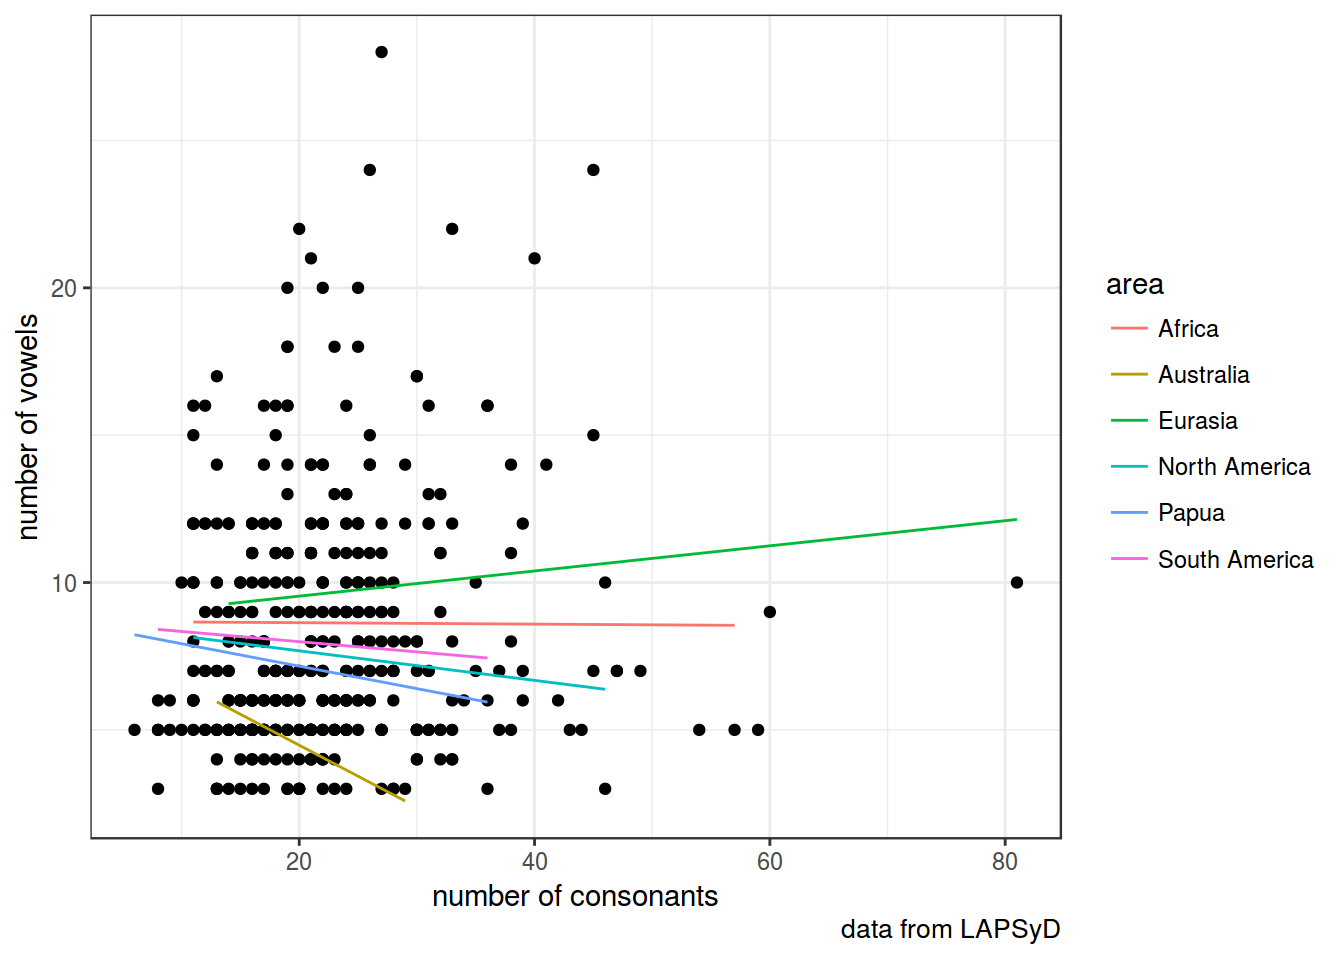 number of vowels
20
10
20
40
60
80
number of consonants
data from LAPSyD
area
Africa
Australia
Eurasia
North America
Papua
South America